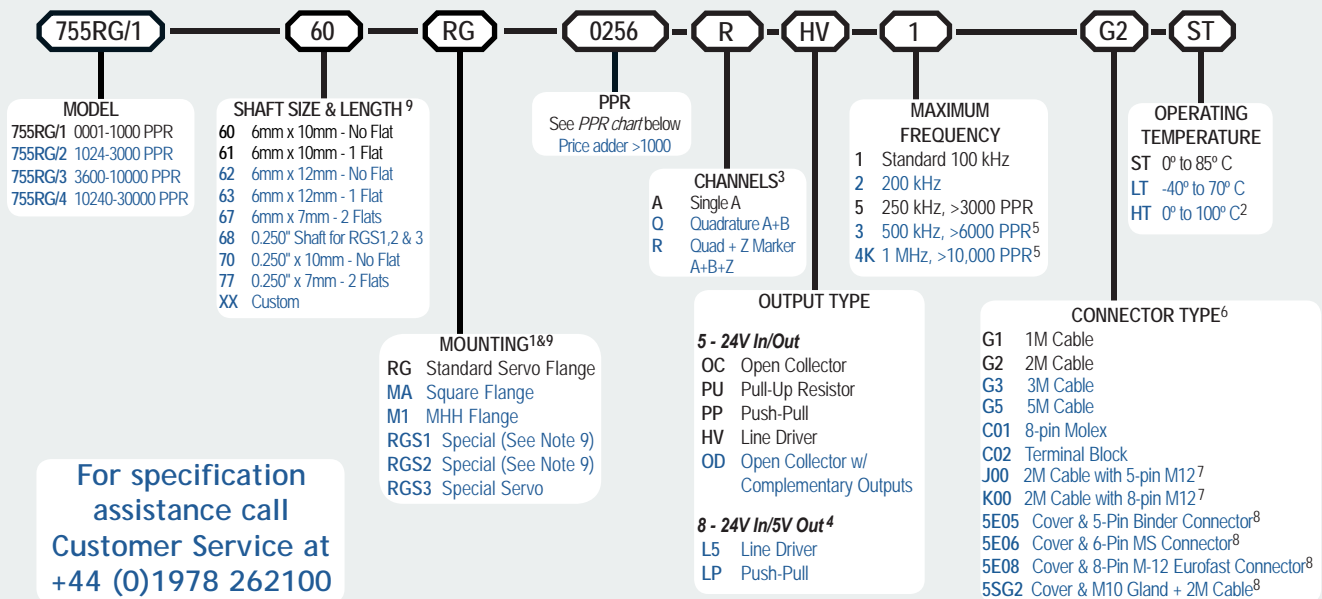 755RG/1 60 RG 0256 R HV 1 G2 ST
MODEL
755RG/1 0001-1000 PPR
755RG/2 1024-3000 PPR
755RG/3 3600-10000 PPR
755RG/4 10240-30000 PPR
SHAFT SIZE & LENGTH 9
60 6mm x 10mm - No Flat
61 6mm x 10mm - 1 Flat
62 6mm x 12mm - No Flat
63 6mm x 12mm - 1 Flat
67 6mm x 7mm - 2 Flats
68 0.250" Shaft for RGS1,2 & 3
70 0.250" x 10mm - No Flat
77 0.250" x 7mm - 2 Flats
XX Custom
MOUNTING1&9
RG Standard Servo Flange
MA Square Flange
M1 MHH Flange
RGS1 Special (See Note 9)
RGS2 Special (See Note 9)
RGS3 Special Servo
PPR
See PPR chart below
Price adder >1000
CHANNELS3
A Single A
Q Quadrature A+B
R Quad + Z Marker
A+B+Z
OUTPUT TYPE
5 - 24V In/Out
OC Open Collector
PU Pull-Up Resistor
PP Push-Pull
HV Line Driver
OD Open Collector w/
Complementary Outputs
8 - 24V In/5V Out 4
L5 Line Driver
LP Push-Pull
MAXIMUM
FREQUENCY
1 Standard 100 kHz
2 200 kHz
5 250 kHz, >3000 PPR
3 500 kHz, >6000 PPR5
4K 1 MHz, >10,000 PPR5
CONNECTOR TYPE6
G1 1M Cable
G2 2M Cable
G3 3M Cable
G5 5M Cable
C01 8-pin Molex
C02 Terminal Block
J00 2M Cable with 5-pin M12 7
K00 2M Cable with 8-pin M12 7
5E05 Cover & 5-Pin Binder Connector8
5E06 Cover & 6-Pin MS Connector8
5E08 Cover & 8-Pin M-12 Eurofast Connector8
5SG2 Cover & M10 Gland + 2M Cable8
OPERATING
TEMPERATURE
ST 0º to 85º C
LT -40º to 70º C
HT 0º to 100º C2
For specification
assistance call
Customer Service at
+44 (0)1978 262100